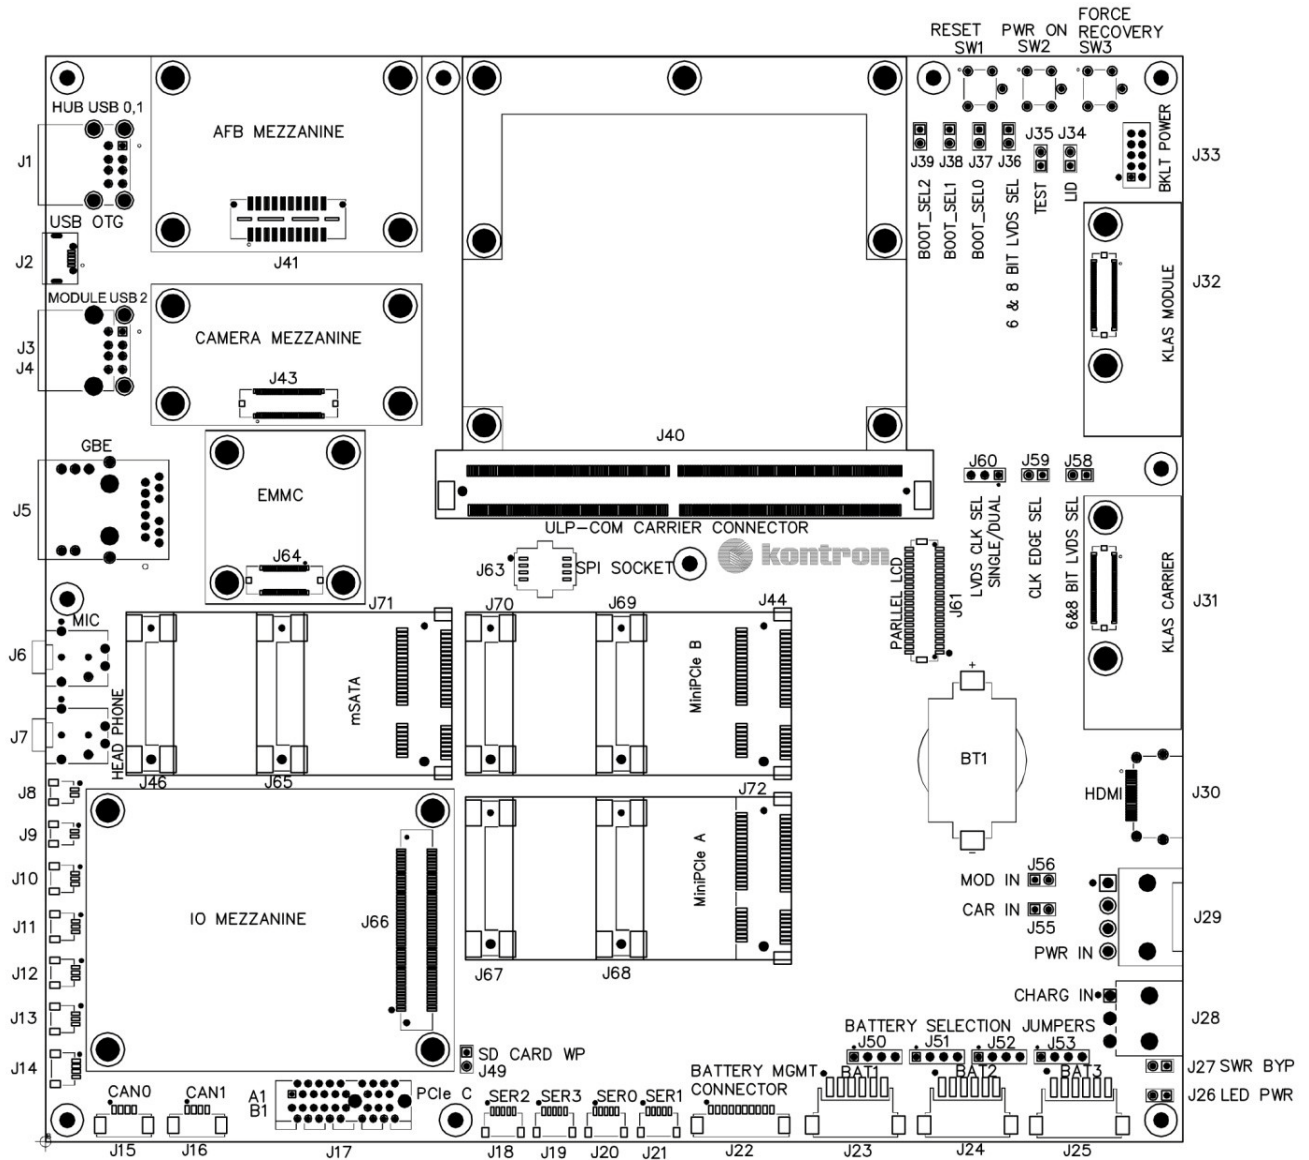 FORCE
RESET PWR ON RECOVERY
SW1 SW2 SW3
HUB USB 0,1
J1
AFB MEZZANINE
J41
USB OTG
J2
MODULE USB 2
J3
J4
CAMERA MEZZANINE
J43
GBE
J5
EMMC
J64
J39 J38 J37 J36 J35 J34
BOOT_SEL2
BOOT_SEL1
BOOT_SEL0
6 & 8 BIT LVDS SEL
TEST
LID
BKLT POWER
J33
J32
KLAS MODULE
J40
ULP-COM CARRIER CONNECTOR
J60 J59 J58
LVDS CLK SEL
SINGLE/DUAL
CLK EDGE SEL
6&8 BIT LVDS SEL
J63
SPI SOCKET
kontron
PARLLEL LCD
J61
KLAS CARRIER
J31
MIC
J6
J7
HEAD PHONE
J71
mSATA
J46 J65
J70 J69 J44
MiniPCIe B
BT1
+
−
HDMI
J30
J8
J9
J10
J11
J12
J13
J14
IO MEZZANINE
J66
J72
MiniPCIe A
J67 J68
MOD IN J56
CAR IN
J55
PWR IN
J29
CHARG IN
J28
BATTERY SELECTION JUMPERS
J50 J51 J52 J53
SD CARD WP
J49
BATTERY MGMT
CONNECTOR
BAT1 BAT2 BAT3
J27 SWR BYP
J26 LED PWR
CAN0 CAN1
A1
B1
PCIe C
SER2 SER3 SER0 SER1
J15 J16 J17 J18 J19 J20 J21 J22 J23 J24 J25